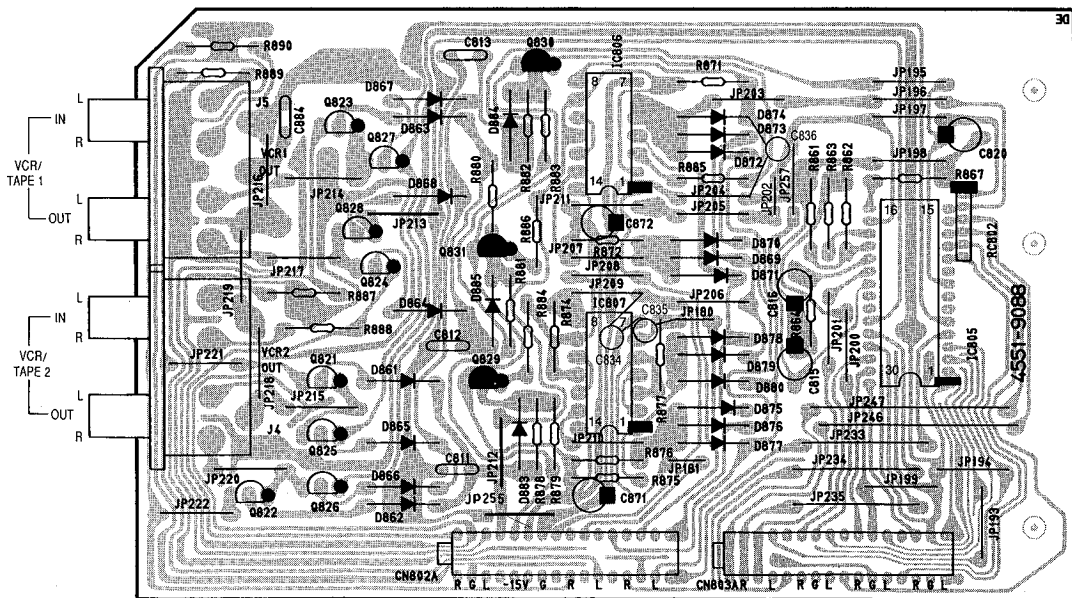 DE
R890
R889
L
IN
R
VCR/
TAPE 1
L
OUT
R
L
IN
R
VCR/
TAPE 2
L
OUT
R
J5
C884
Q823
Q827
D867
D863
C813
Q830
IC806
8 7
14 1
R871
JP203
D874
D873
D872
C836
JP195
JP196
JP197
C820
JP198
R867
RC802
D884
R882
R883
R880
VCR1
OUT
JP216
JP214
Q828
D868
JP213
JP211
C872
R885
JP204
JP205
JP202
JP257
R861
R863
R862
16 15
R886
Q831
JP207
R872
JP208
D870
D869
D871
JP217
Q824
JP219
R887
D885
R881
R884
R874
JP209
IC807
C835
JP206
JP180
C816
R864
C815
JP201
JP200
IC805
4551-9088
D864
R888
C812
8 7
C834
D878
D879
D880
30 1
JP221
VCR2
OUT
JP218
Q821
D861
Q829
R877
JP215
J4
Q825
D865
14 1
JP210
D875
D876
D877
JP247
JP246
JP233
JP220
JP222
Q822
Q826
D866
D862
C811
JP212
JP255
D883
R878
R879
R876
R875
C871
JP181
JP234
JP235
JP199
JP194
JP193
CN802A
R G L -15V G R L R L
CN803A
R L R G L R G L R G L